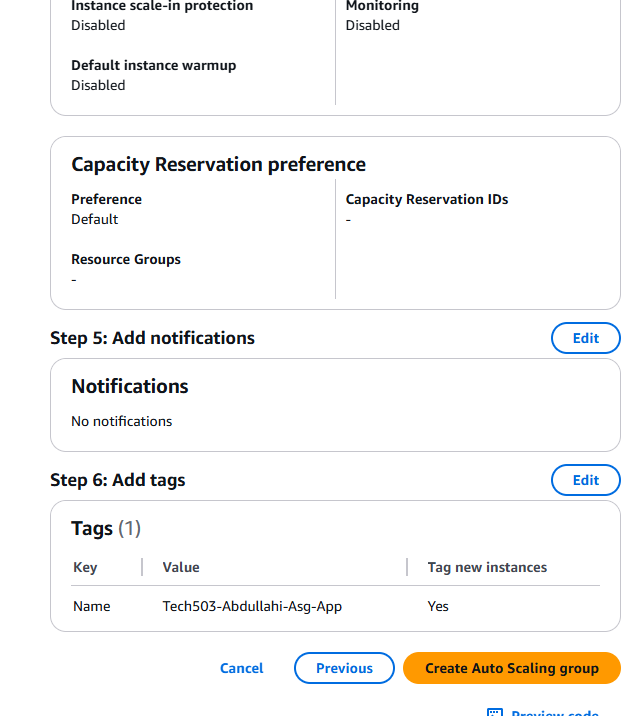 Instance scale-in protection
Disabled
Monitoring
Disabled
Default instance warmup
Disabled
Capacity Reservation preference
Preference
Default
Capacity Reservation IDs
-
Resource Groups
-
Step 5: Add notifications
Edit
Notifications
No notifications
Step 6: Add tags
Edit
Tags (1)
Key Value Tag new instances
Name Tech503-Abdullahi-Asg-App Yes
Cancel Previous Create Auto Scaling group
Preview code